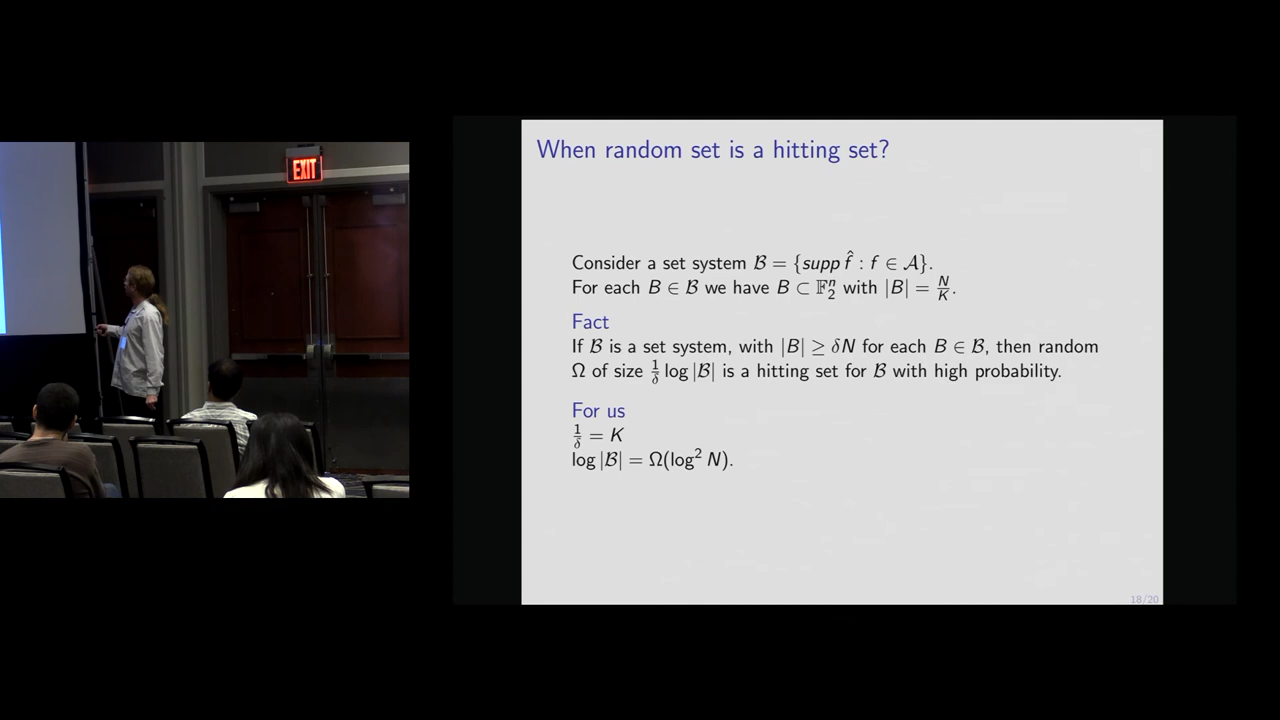 EXIT
When random set is a hitting set?
Consider a set system ℬ = {supp f̂ : f ∈ 𝒜}.
For each B ∈ ℬ we have B ⊂ 𝔽₂ⁿ with |B| = N/K.
Fact
If ℬ is a set system, with |B| ≥ δN for each B ∈ ℬ, then random
Ω of size 1/δ log |ℬ| is a hitting set for ℬ with high probability.
For us
1/δ = K
log |ℬ| = Ω(log² N).
18/20